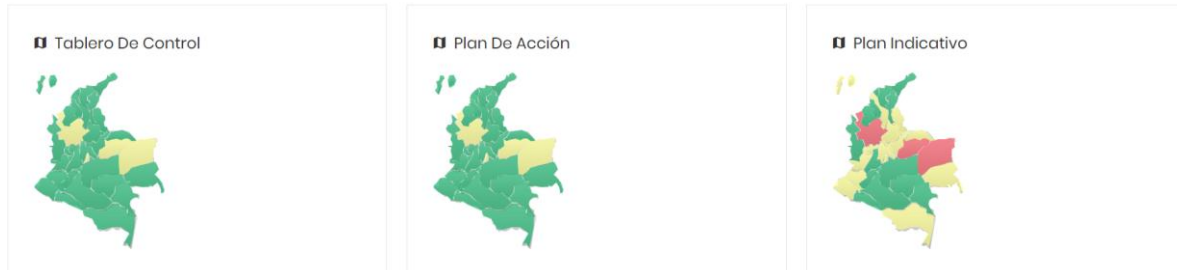 Tablero De Control
Plan De Acción
Plan Indicativo